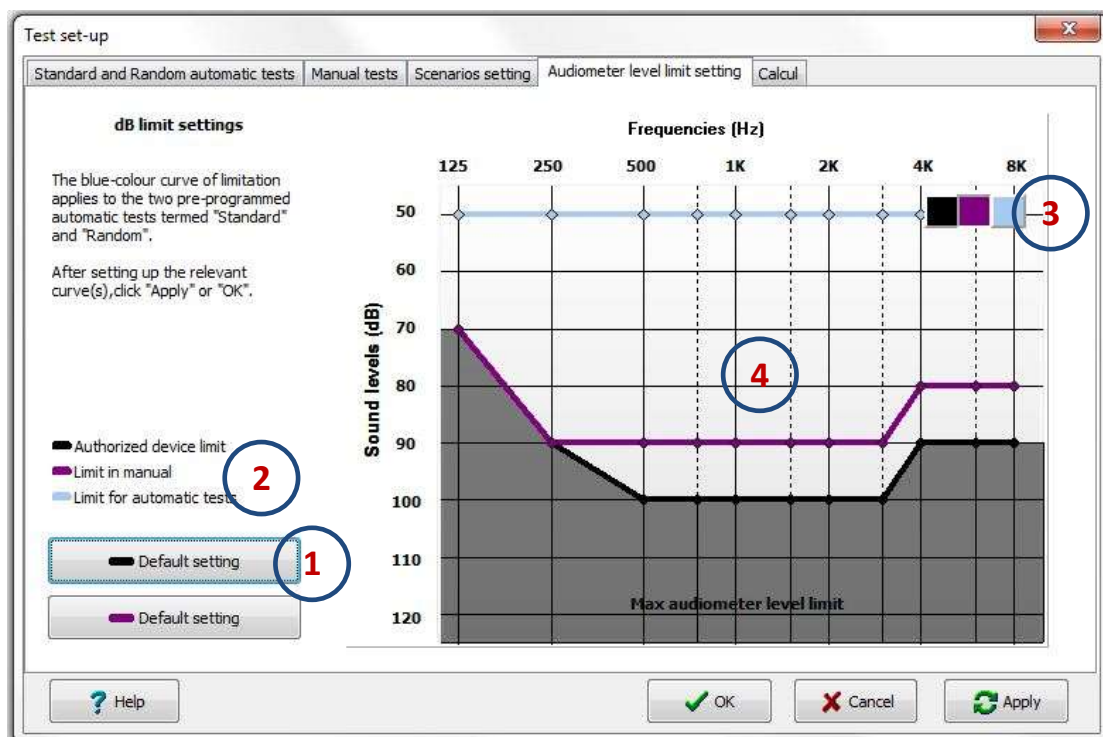 Test set-up
x
Standard and Random automatic tests Manual tests Scenarios setting Audiometer level limit setting Calcul
dB limit settings
The blue-colour curve of limitation
applies to the two pre-programmed
automatic tests termed "Standard"
and "Random".
After setting up the relevant
curve(s),click "Apply" or "OK".
Authorized device limit
Limit in manual
Limit for automatic tests
2
Default setting
1
Default setting
Frequencies (Hz)
125 250 500 1K 2K 4K 8K
Sound levels (dB)
50
60
70
80
90
100
110
120
3
4
Max audiometer level limit
? Help
OK
Cancel
Apply